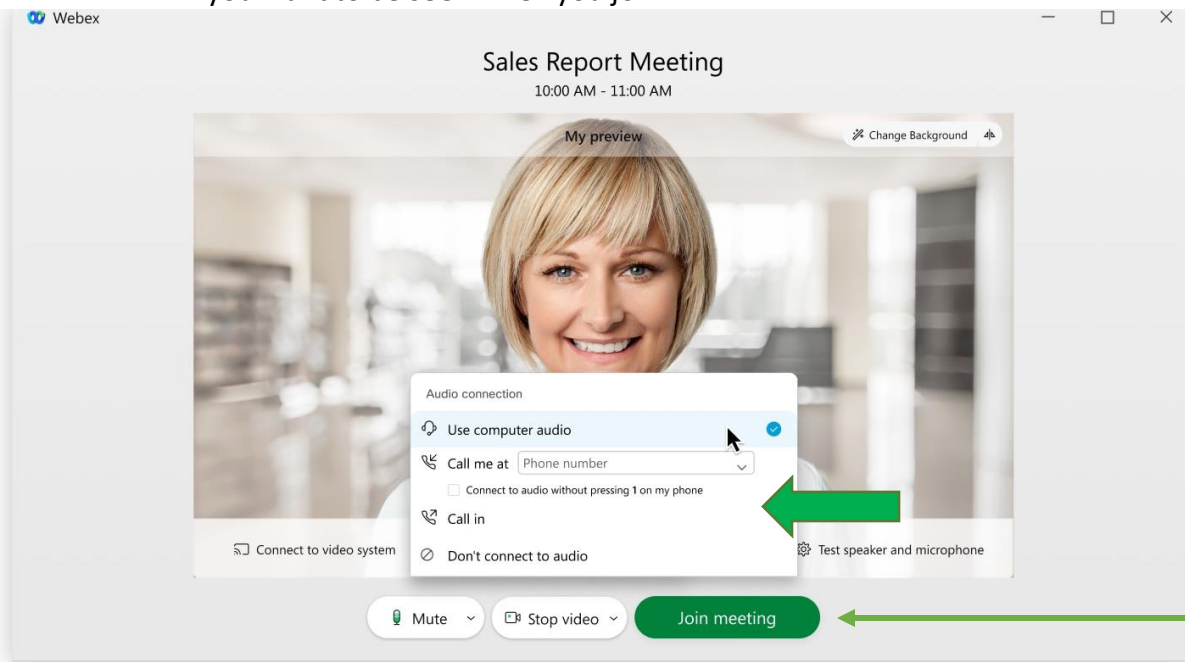 Webex
Sales Report Meeting
10:00 AM - 11:00 AM
My preview
Change Background
Audio connection
Use computer audio
Call me at Phone number
Connect to audio without pressing 1 on my phone
Call in
Connect to video system
Don't connect to audio
Test speaker and microphone
Mute
Stop video
Join meeting